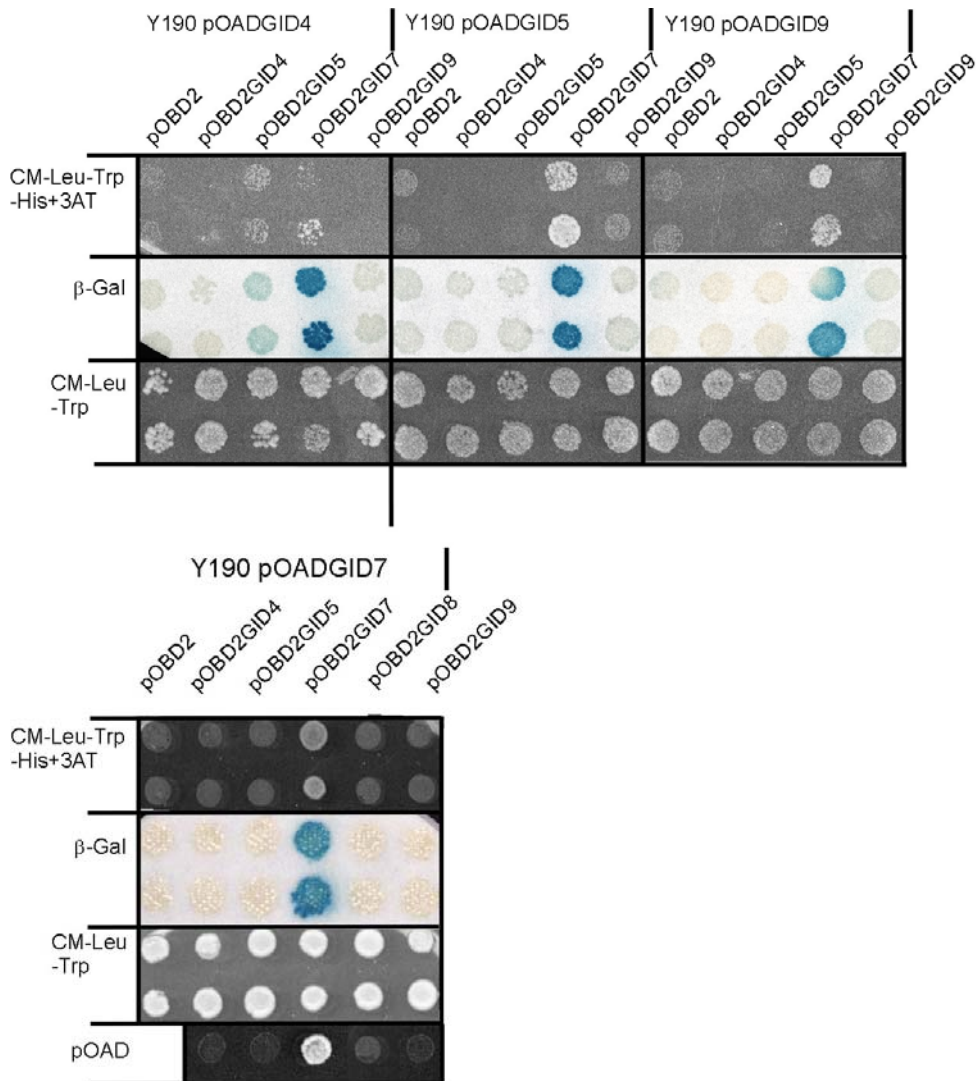 Y190 pOADGID4
Y190 pOADGID5
Y190 pOADGID9
pOBD2
pOBD2GID4
pOBD2GID5
pOBD2GID7
pOBD2GID9
pOBD2
pOBD2GID4
pOBD2GID5
pOBD2GID7
pOBD2GID9
pOBD2
pOBD2GID4
pOBD2GID5
pOBD2GID7
pOBD2GID9
CM-Leu-Trp
-His+3AT
β-Gal
CM-Leu
-Trp
Y190 pOADGID7
pOBD2
pOBD2GID4
pOBD2GID5
pOBD2GID7
pOBD2GID8
pOBD2GID9
CM-Leu-Trp
-His+3AT
β-Gal
CM-Leu
-Trp
pOAD